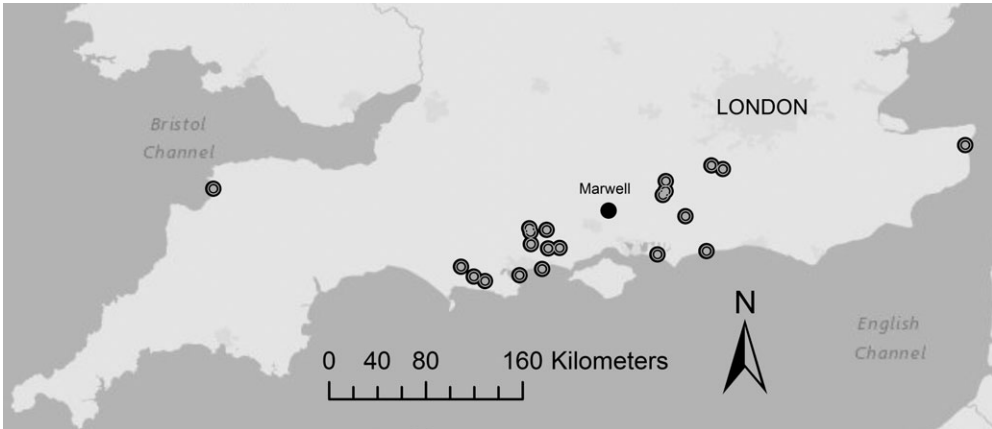 LONDON
Bristol
Channel
Marwell
N
English
Channel
0 40 80 160 Kilometers